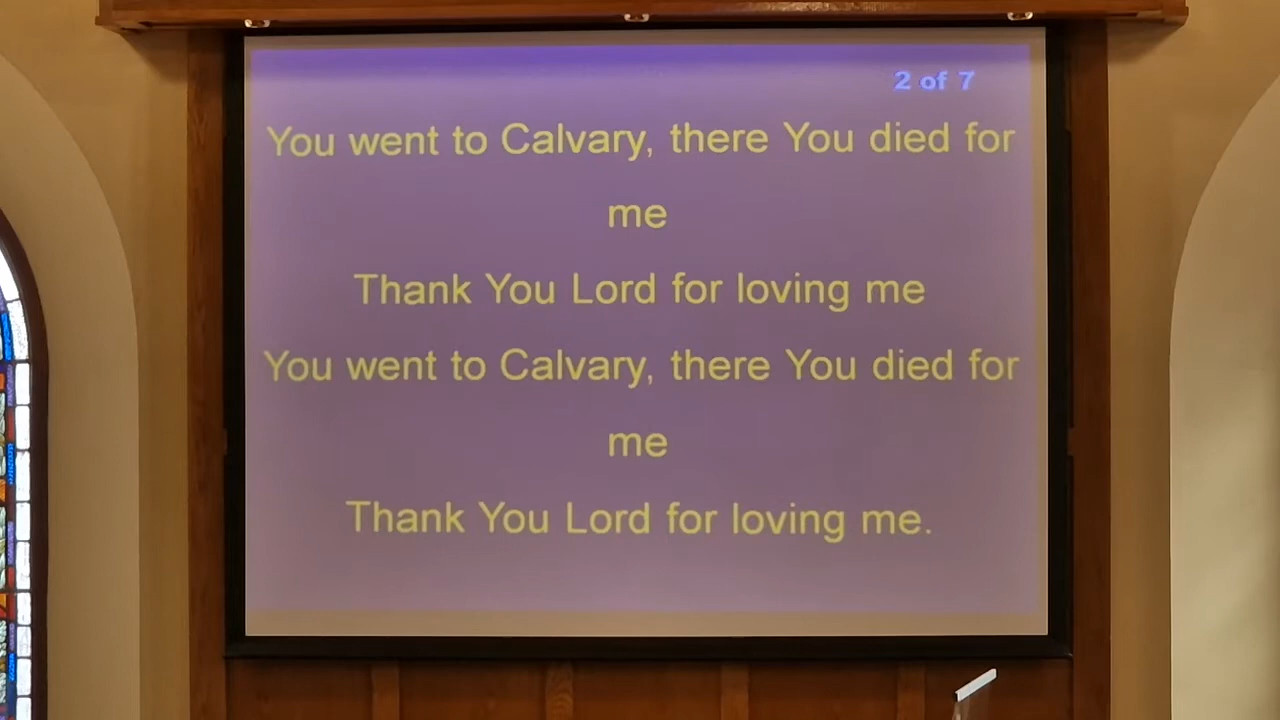 2 of 7
You went to Calvary, there You died for
me
Thank You Lord for loving me
You went to Calvary, there You died for
me
Thank You Lord for loving me.